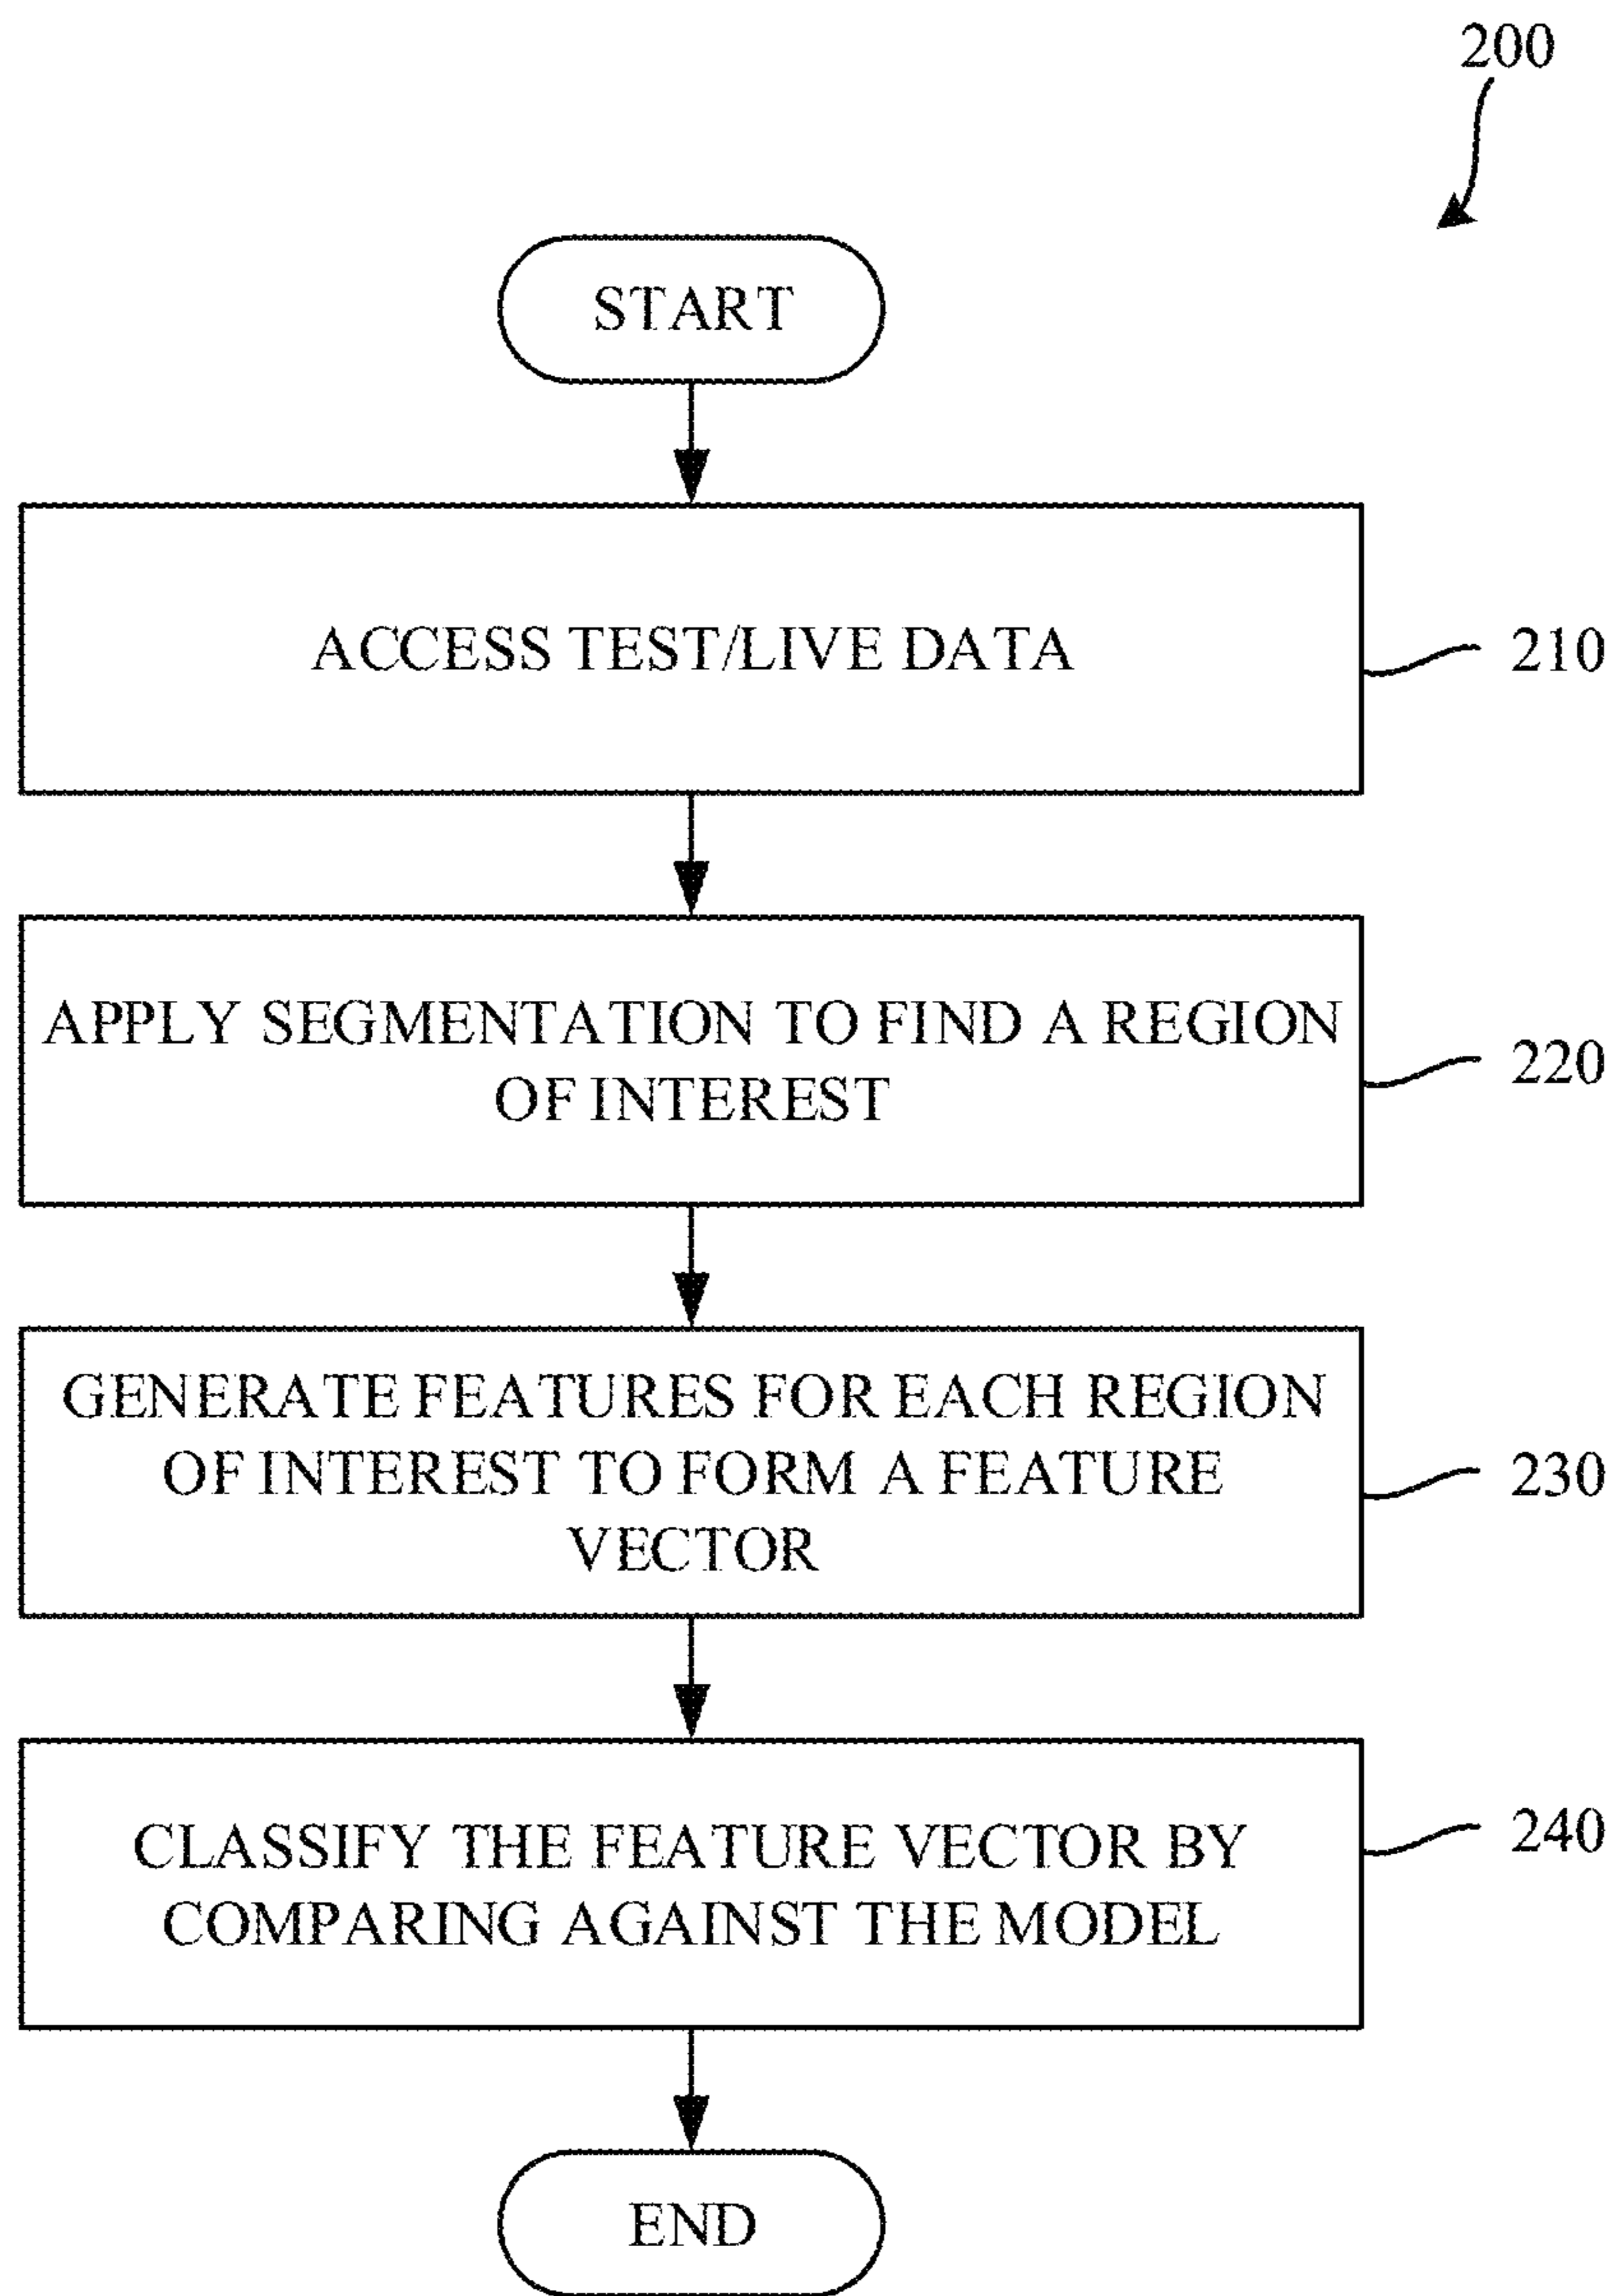 200
START
ACCESS TEST/LIVE DATA
210
APPLY SEGMENTATION TO FIND A REGION
OF INTEREST
220
GENERATE FEATURES FOR EACH REGION
OF INTEREST TO FORM A FEATURE
VECTOR
230
CLASSIFY THE FEATURE VECTOR BY
COMPARING AGAINST THE MODEL
240
END